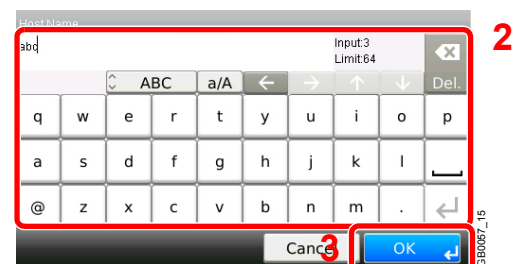 Host Name
abc
Input:3
Limit:64
2
ABC a/A ← → ↑ ↓ Del.
q w e r t y u i o p
a s d f g h j k l
@ z x c v b n m .
Cance 3 OK
GB0057_15